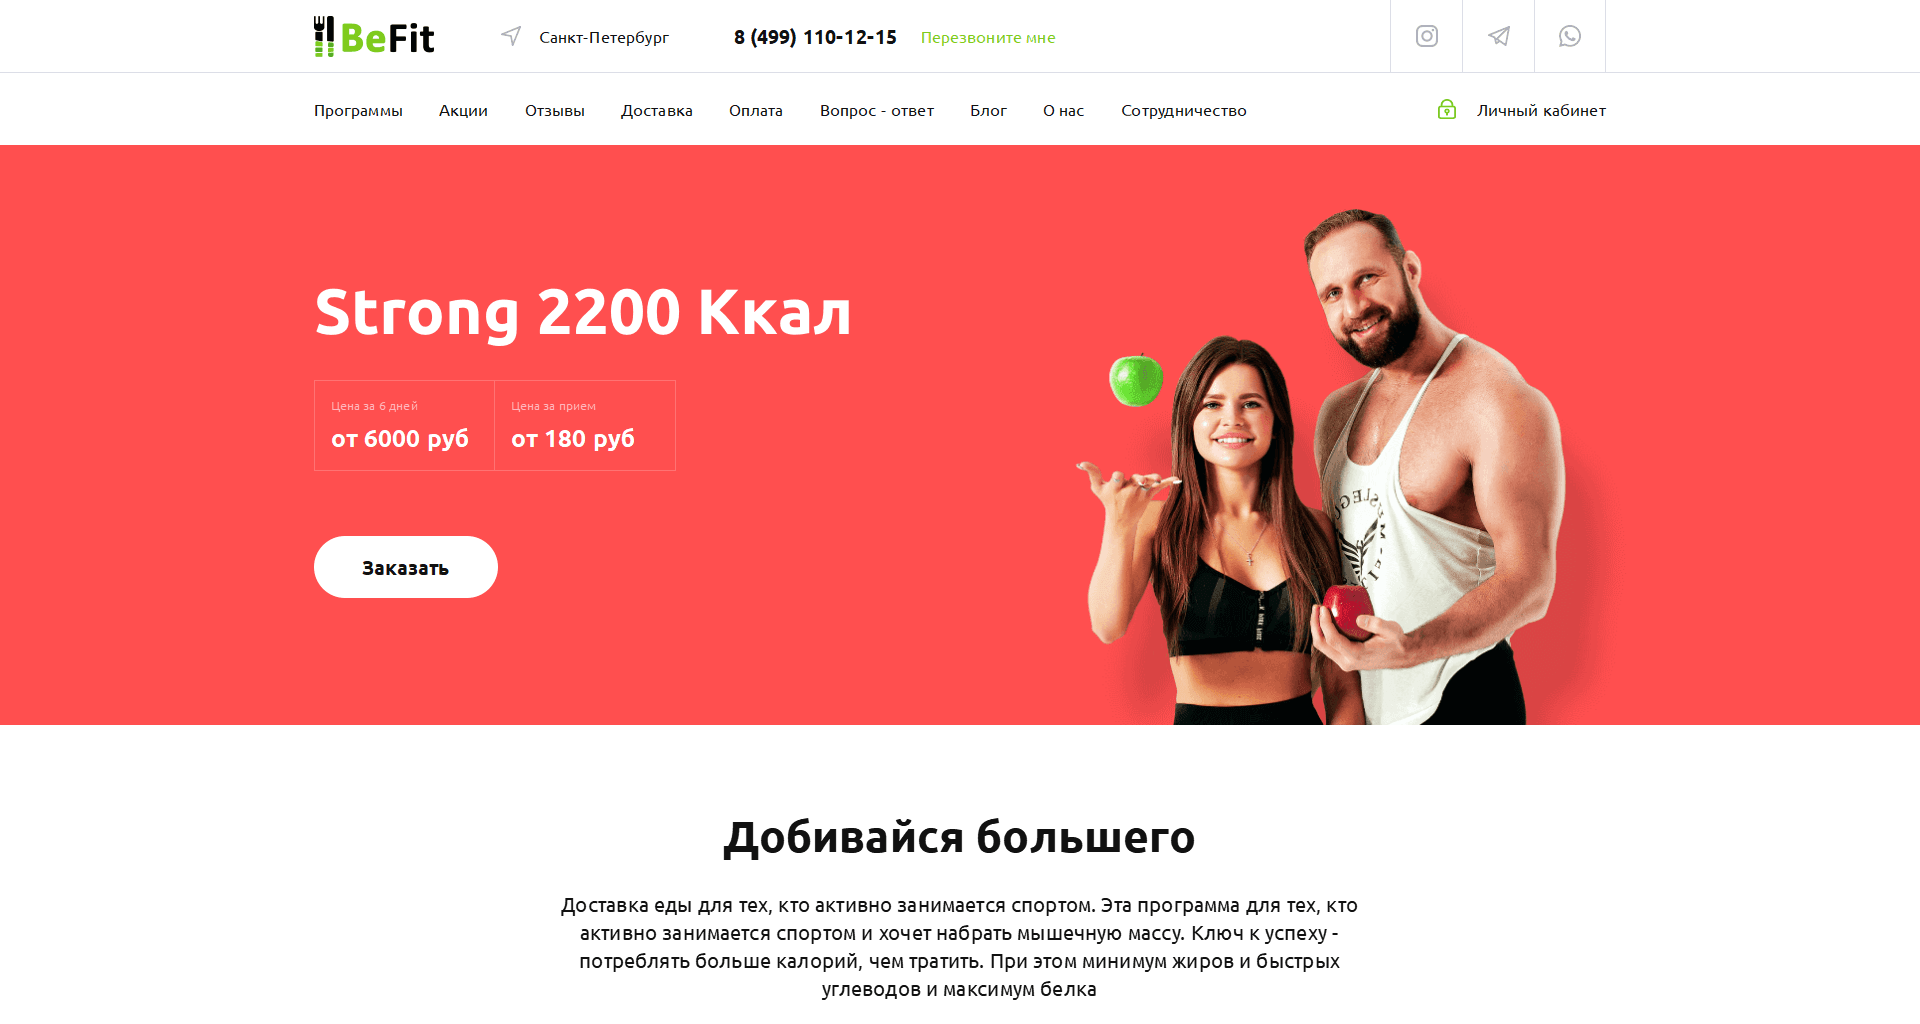 BeFit
Санкт-Петербург
8 (499) 110-12-15
Перезвоните мне
Программы
Акции
Отзывы
Доставка
Оплата
Вопрос - ответ
Блог
О нас
Сотрудничество
Личный кабинет
Strong 2200 Ккал
Цена за 6 дней
от 6000 руб
Цена за прием
от 180 руб
Заказать
Добивайся большего
Доставка еды для тех, кто активно занимается спортом. Эта программа для тех, кто
активно занимается спортом и хочет набрать мышечную массу. Ключ к успеху -
потреблять больше калорий, чем тратить. При этом минимум жиров и быстрых
углеводов и максимум белка